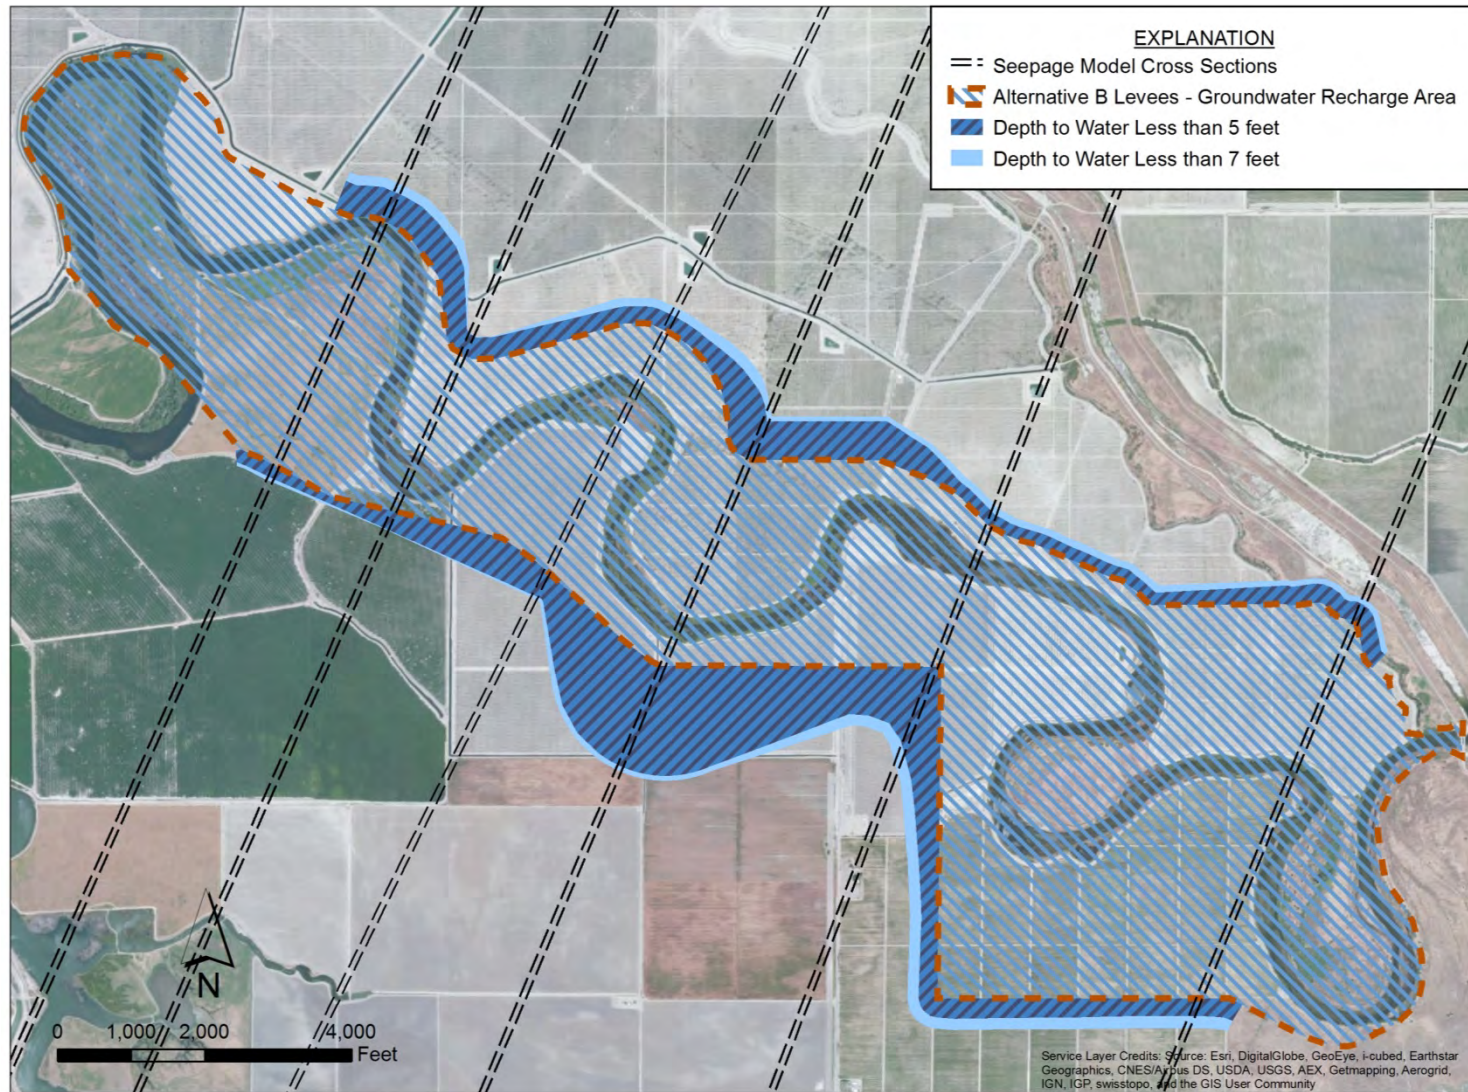 EXPLANATION
Seepage Model Cross Sections
Alternative B Levees - Groundwater Recharge Area
Depth to Water Less than 5 feet
Depth to Water Less than 7 feet
N
0 1,000 2,000 4,000
Feet
Service Layer Credits: Source: Esri, DigitalGlobe, GeoEye, i-cubed, Earthstar
Geographics, CNES/Airbus DS, USDA, USGS, AEX, Getmapping, Aerogrid,
IGN, IGP, swisstopo, and the GIS User Community